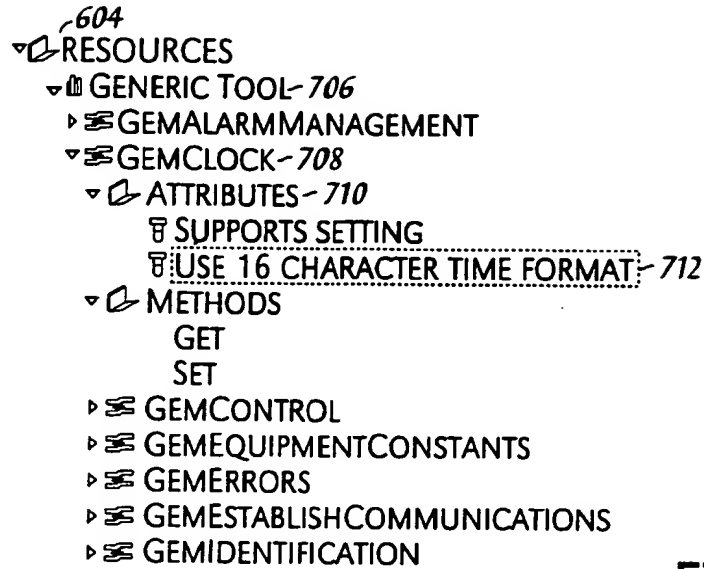 604
RESOURCES
GENERIC TOOL-706
GEMALARMMANAGEMENT
GEMCLOCK-708
ATTRIBUTES-710
SUPPORTS SETTING
USE 16 CHARACTER TIME FORMAT-712
METHODS
GET
SET
GEMCONTROL
GEMEQUIPMENTCONSTANTS
GEMERRORS
GEMESTABLISHCOMMUNICATIONS
GEMIDENTIFICATION